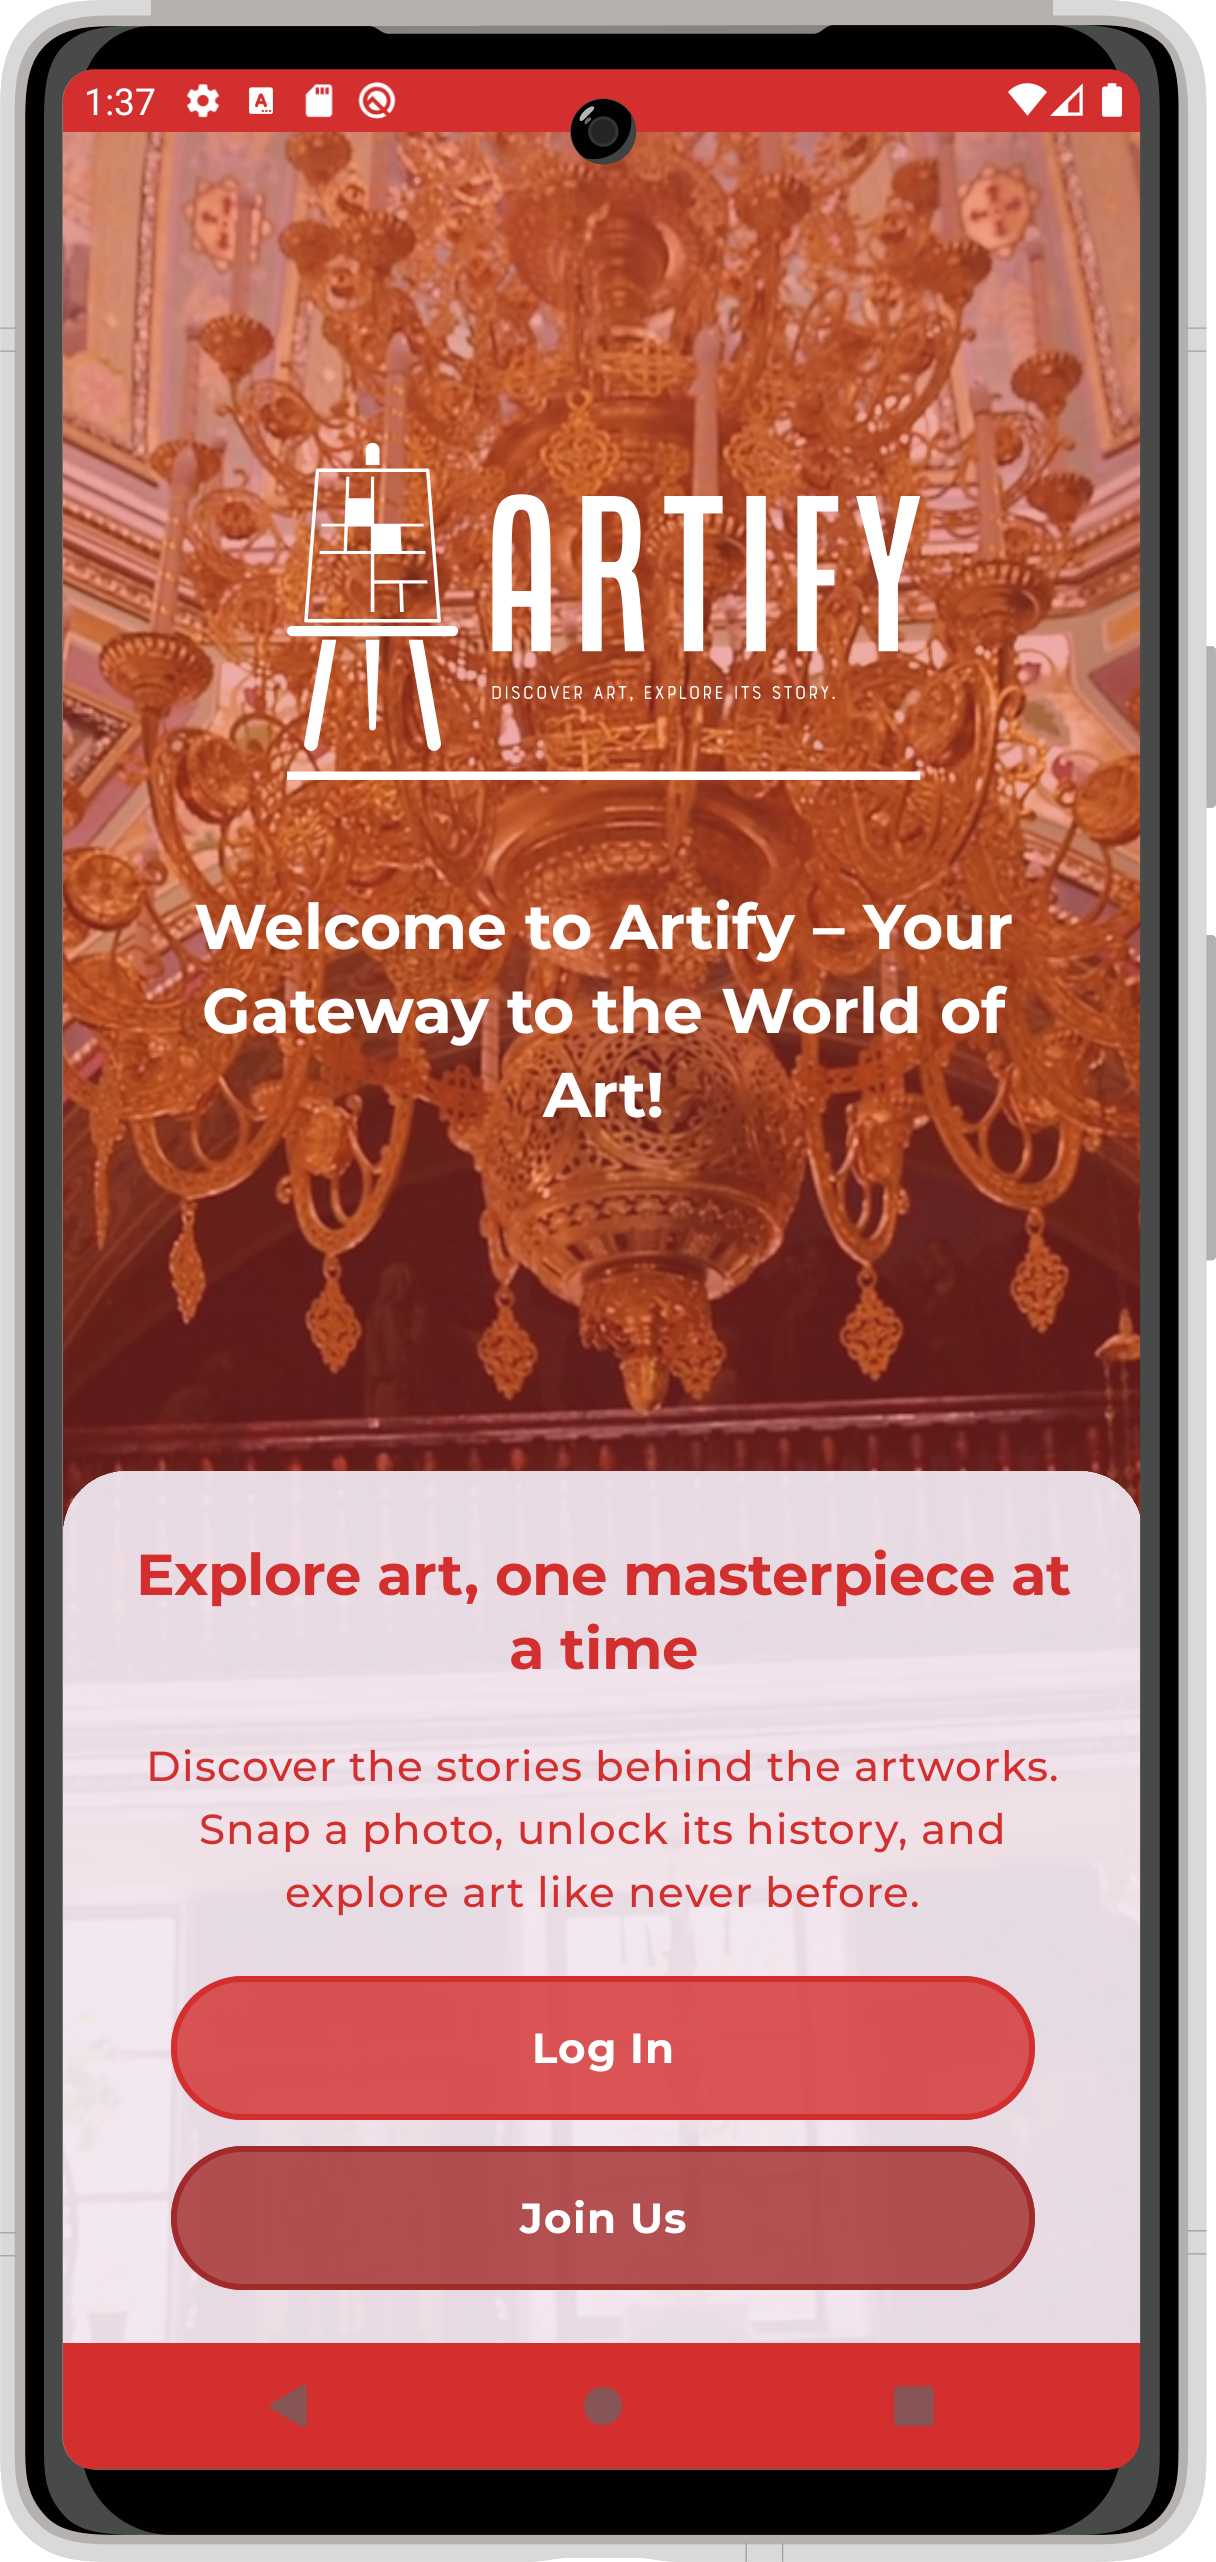 1:37
ARTIFY
DISCOVER ART, EXPLORE ITS STORY.
Welcome to Artify – Your
Gateway to the World of
Art!
Explore art, one masterpiece at
a time
Discover the stories behind the artworks.
Snap a photo, unlock its history, and
explore art like never before.
Log In
Join Us